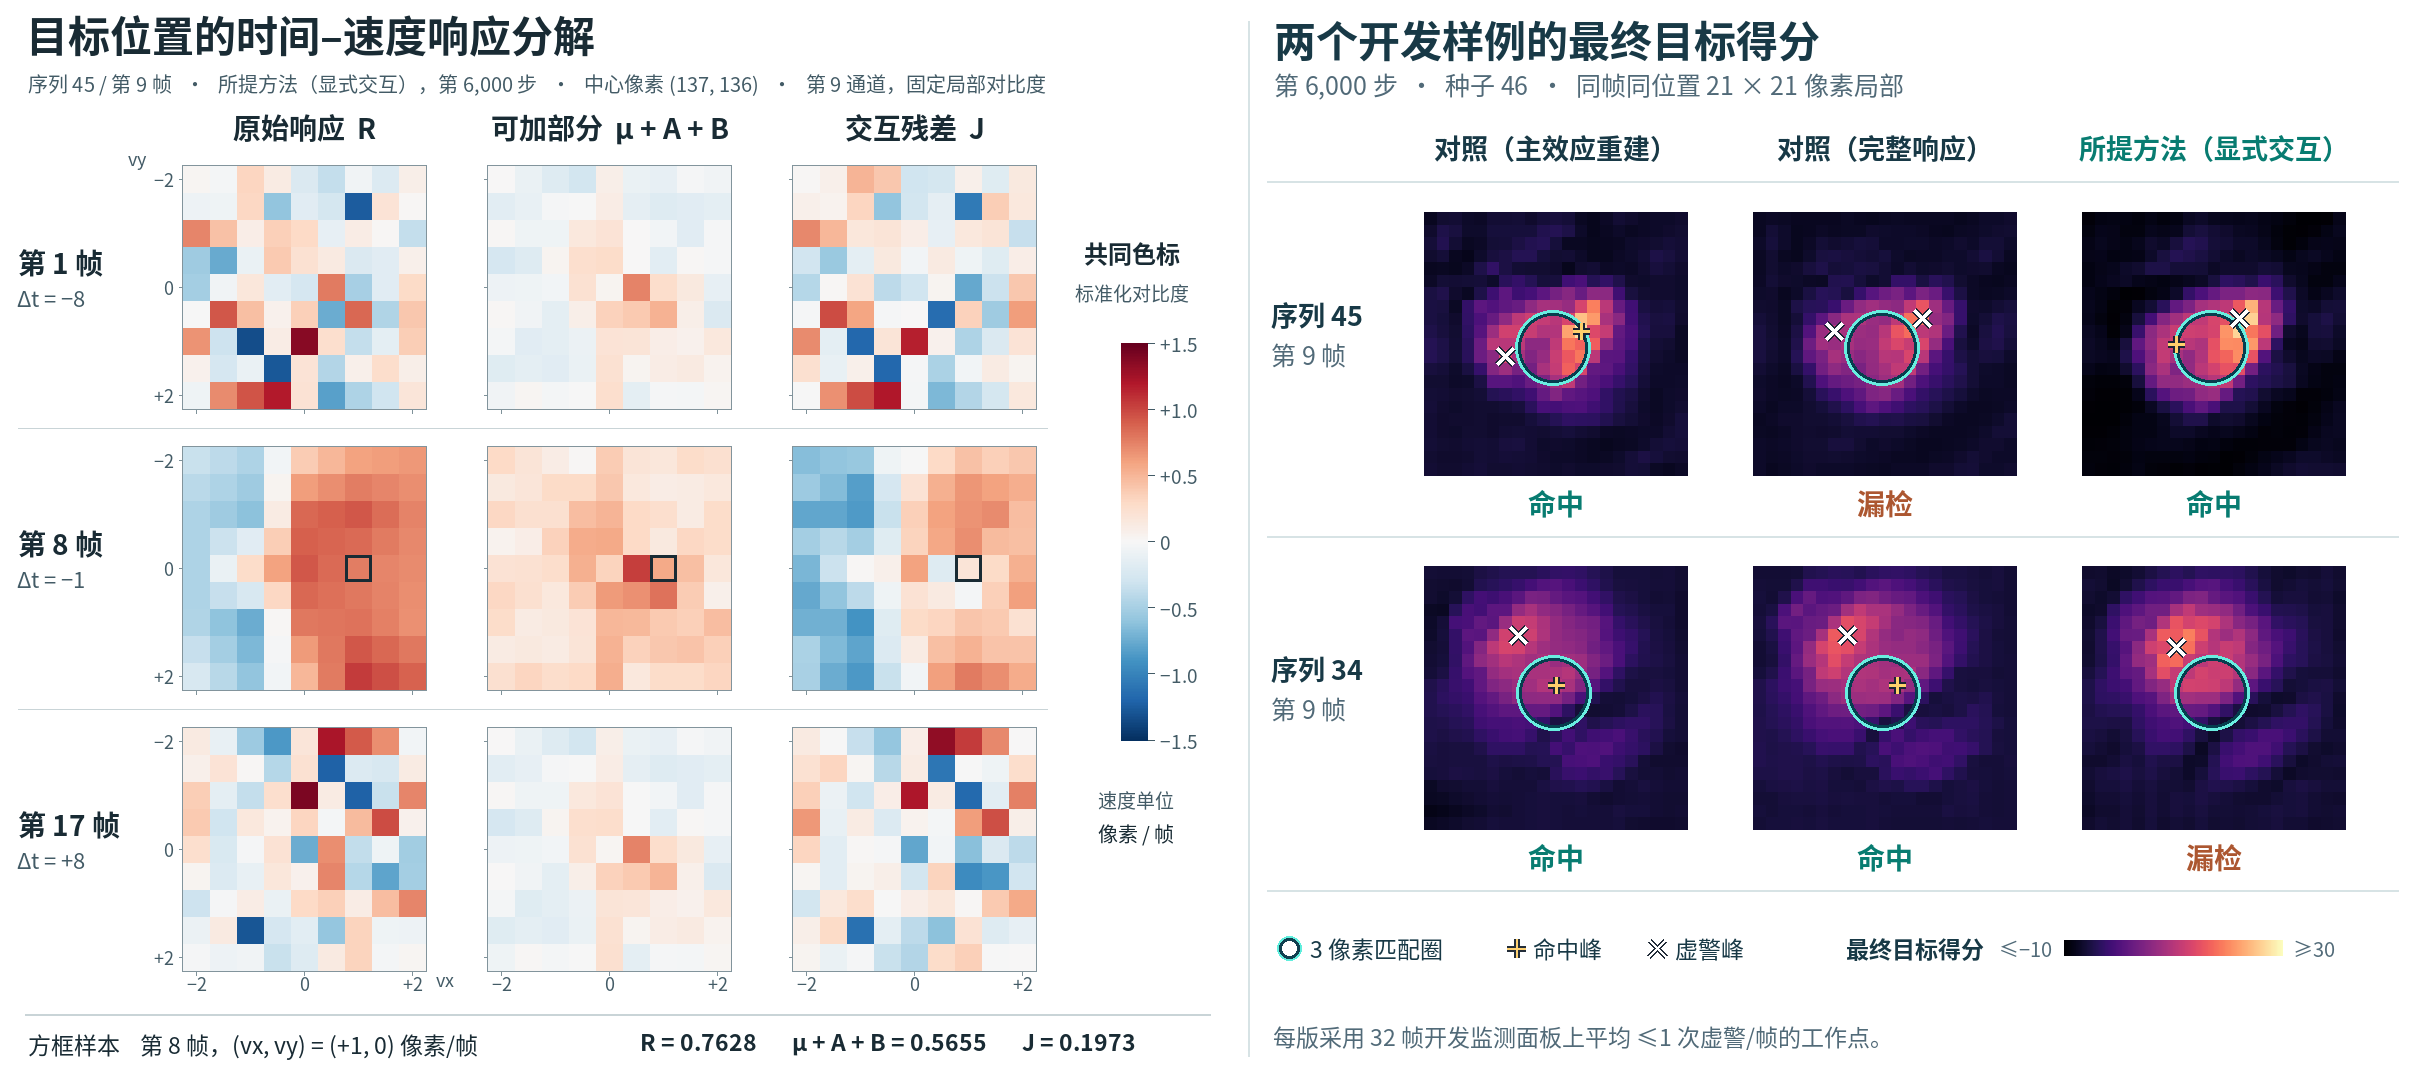 目标位置的时间–速度响应分解
序列 45 / 第 9 帧 · 所提方法（显式交互），第 6,000 步 · 中心像素 (137, 136) · 第 9 通道，固定局部对比度
原始响应 R
可加部分 μ + A + B
交互残差 J
vy
−2
0
+2
第 1 帧
Δt = −8
−2
0
+2
第 8 帧
Δt = −1
−2
0
+2
第 17 帧
Δt = +8
−2 0 +2 vx
−2 0 +2
−2 0 +2
共同色标
标准化对比度
+1.5
+1.0
+0.5
0
−0.5
−1.0
−1.5
速度单位
像素 / 帧
方框样本 第 8 帧，(vx, vy) = (+1, 0) 像素/帧 R = 0.7628 μ + A + B = 0.5655 J = 0.1973
两个开发样例的最终目标得分
第 6,000 步 · 种子 46 · 同帧同位置 21 × 21 像素局部
对照（主效应重建）
对照（完整响应）
所提方法（显式交互）
序列 45
第 9 帧
命中
漏检
命中
序列 34
第 9 帧
命中
命中
漏检
3 像素匹配圈 命中峰 虚警峰 最终目标得分 ≤−10 ≥30
每版采用 32 帧开发监测面板上平均 ≤1 次虚警/帧的工作点。